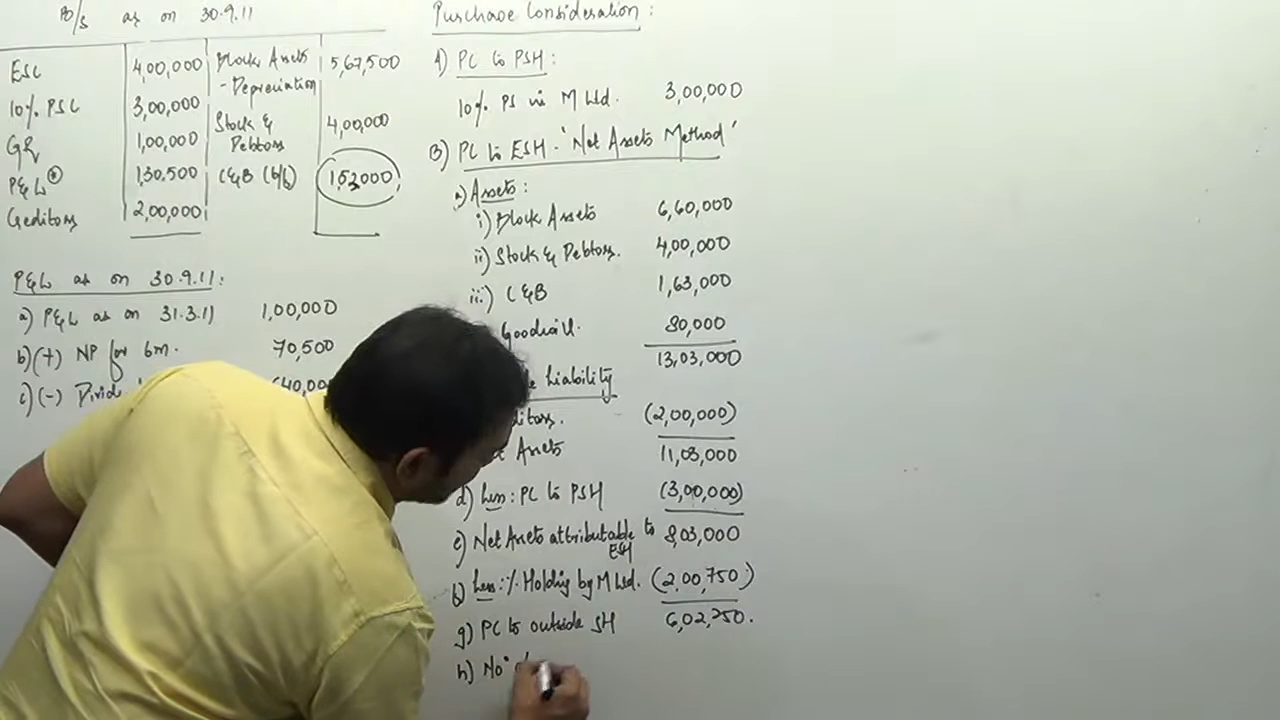 B/S as on 30.9.11
ESC 4,00,000 Block Assets 5,67,500
- Depreciation
10% PSC 3,00,000
Stock & Debtors 4,00,000
GR 1,00,000
P&L 1,30,500 C&B (b/f) 1,63,000
Creditors 2,00,000
P&L as on 30.9.11:
a) P&L as on 31.3.11 1,00,000
b) (+) NP for 6m. 70,500
c) (-) Divid
Purchase Consideration:
A) PC to PSH:
10% PS in M Ltd. 3,00,000
B) PC to ESH - 'Net Assets Method'
a) Assets:
i) Block Assets 6,60,000
ii) Stock & Debtors. 4,00,000
iii) C&B 1,63,000
Goodwill. 80,000
13,03,000
Liability
ditors. (2,00,000)
Assets 11,03,000
d) Less: PC to PSH (3,00,000)
e) Net Assets attributable to ESH 8,03,000
f) Less: % Holding by M Ltd. (2,00,750)
g) PC to outside SH 6,02,250.
h) No.